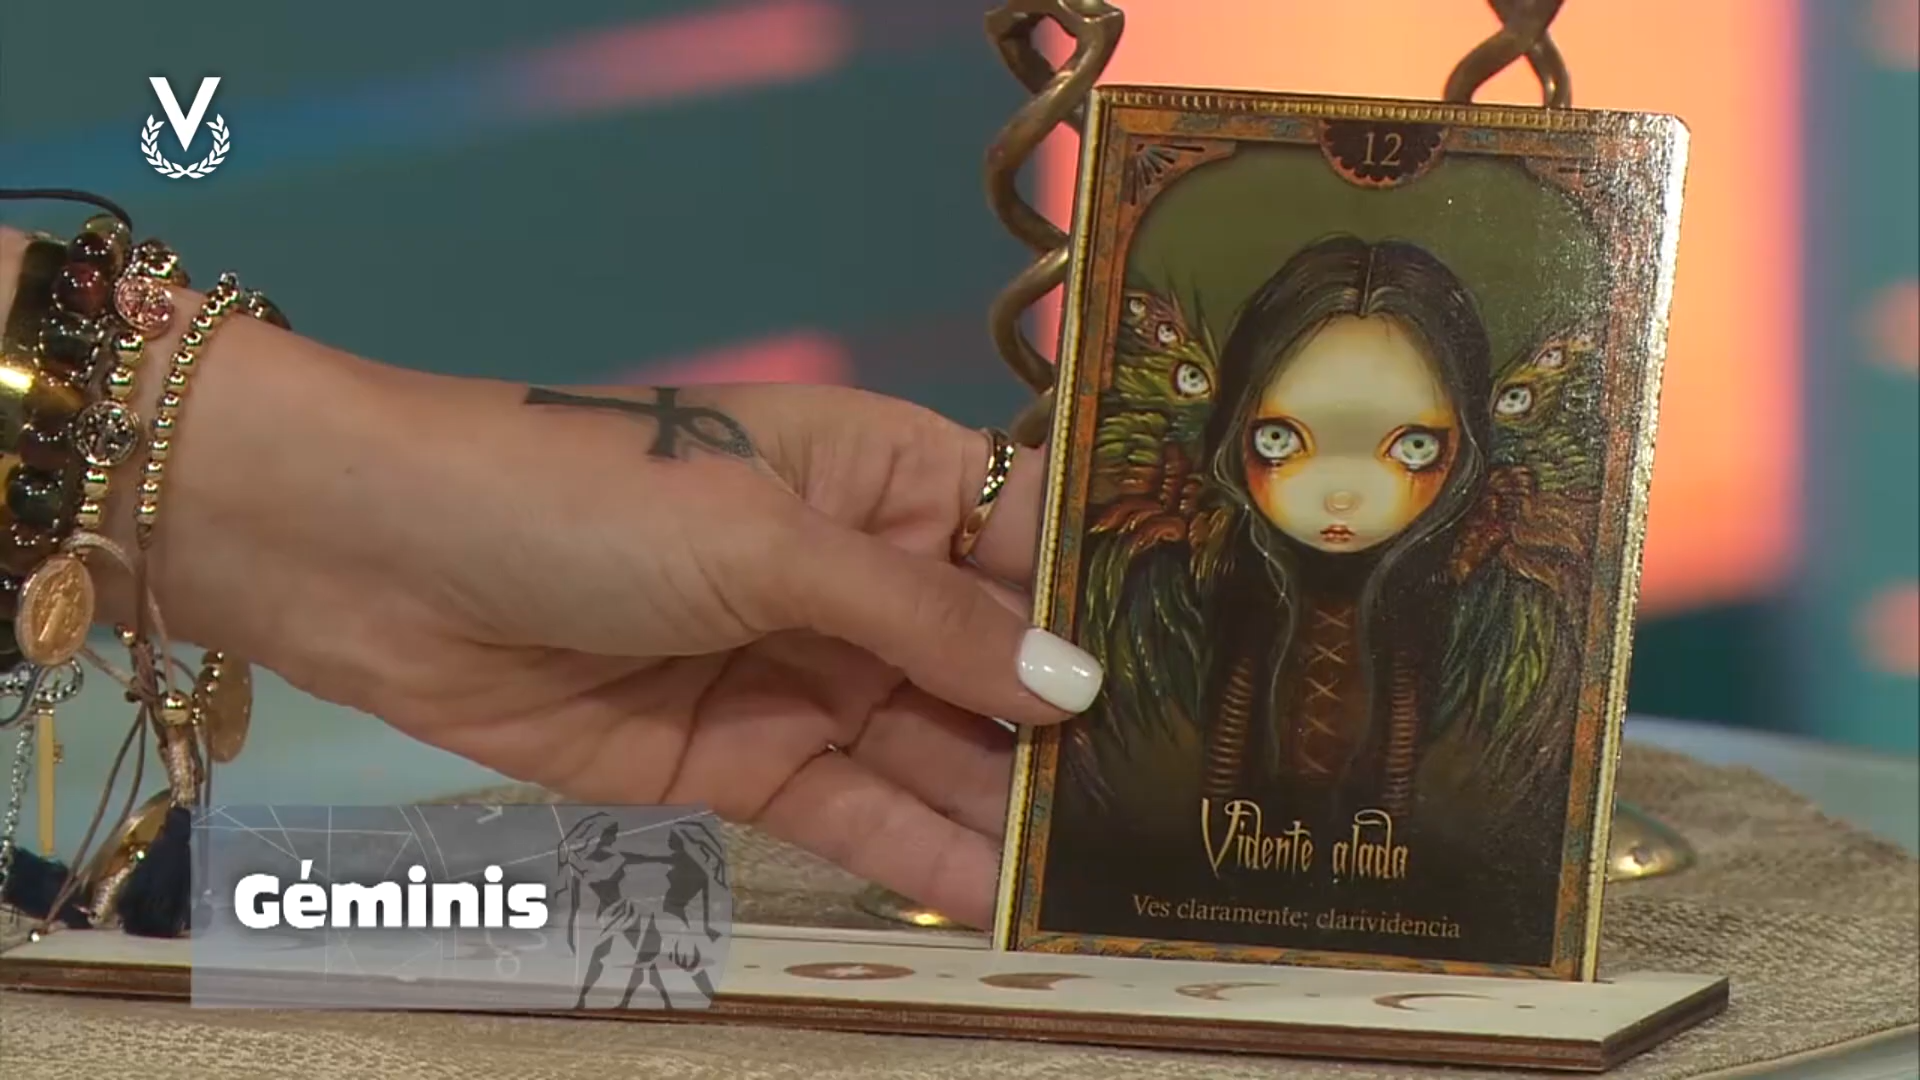 V
12
Vidente alada
Ves claramente; clarividencia
Géminis